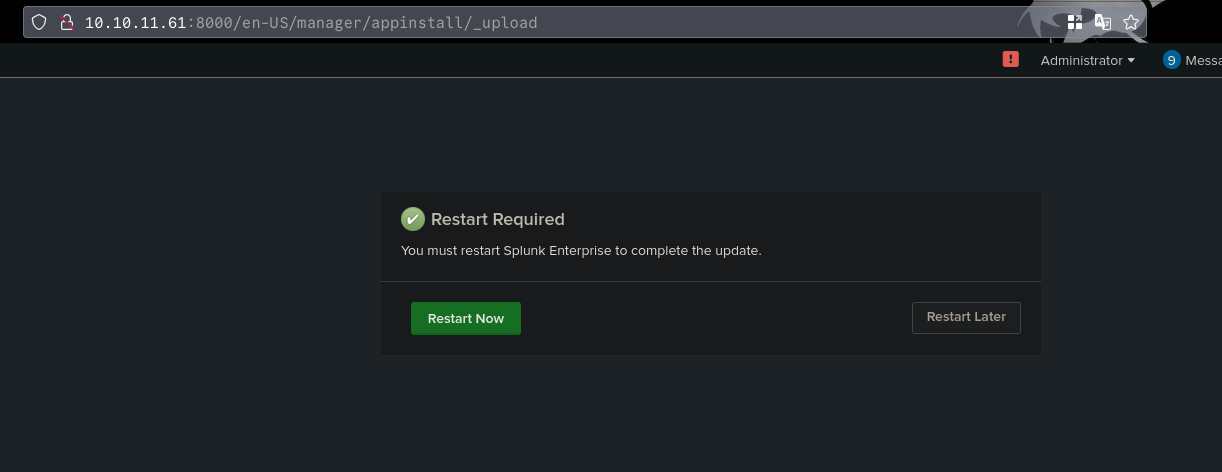 10.10.11.61:8000/en-US/manager/appinstall/_upload
! Administrator 9 Messa
Restart Required
You must restart Splunk Enterprise to complete the update.
Restart Now Restart Later